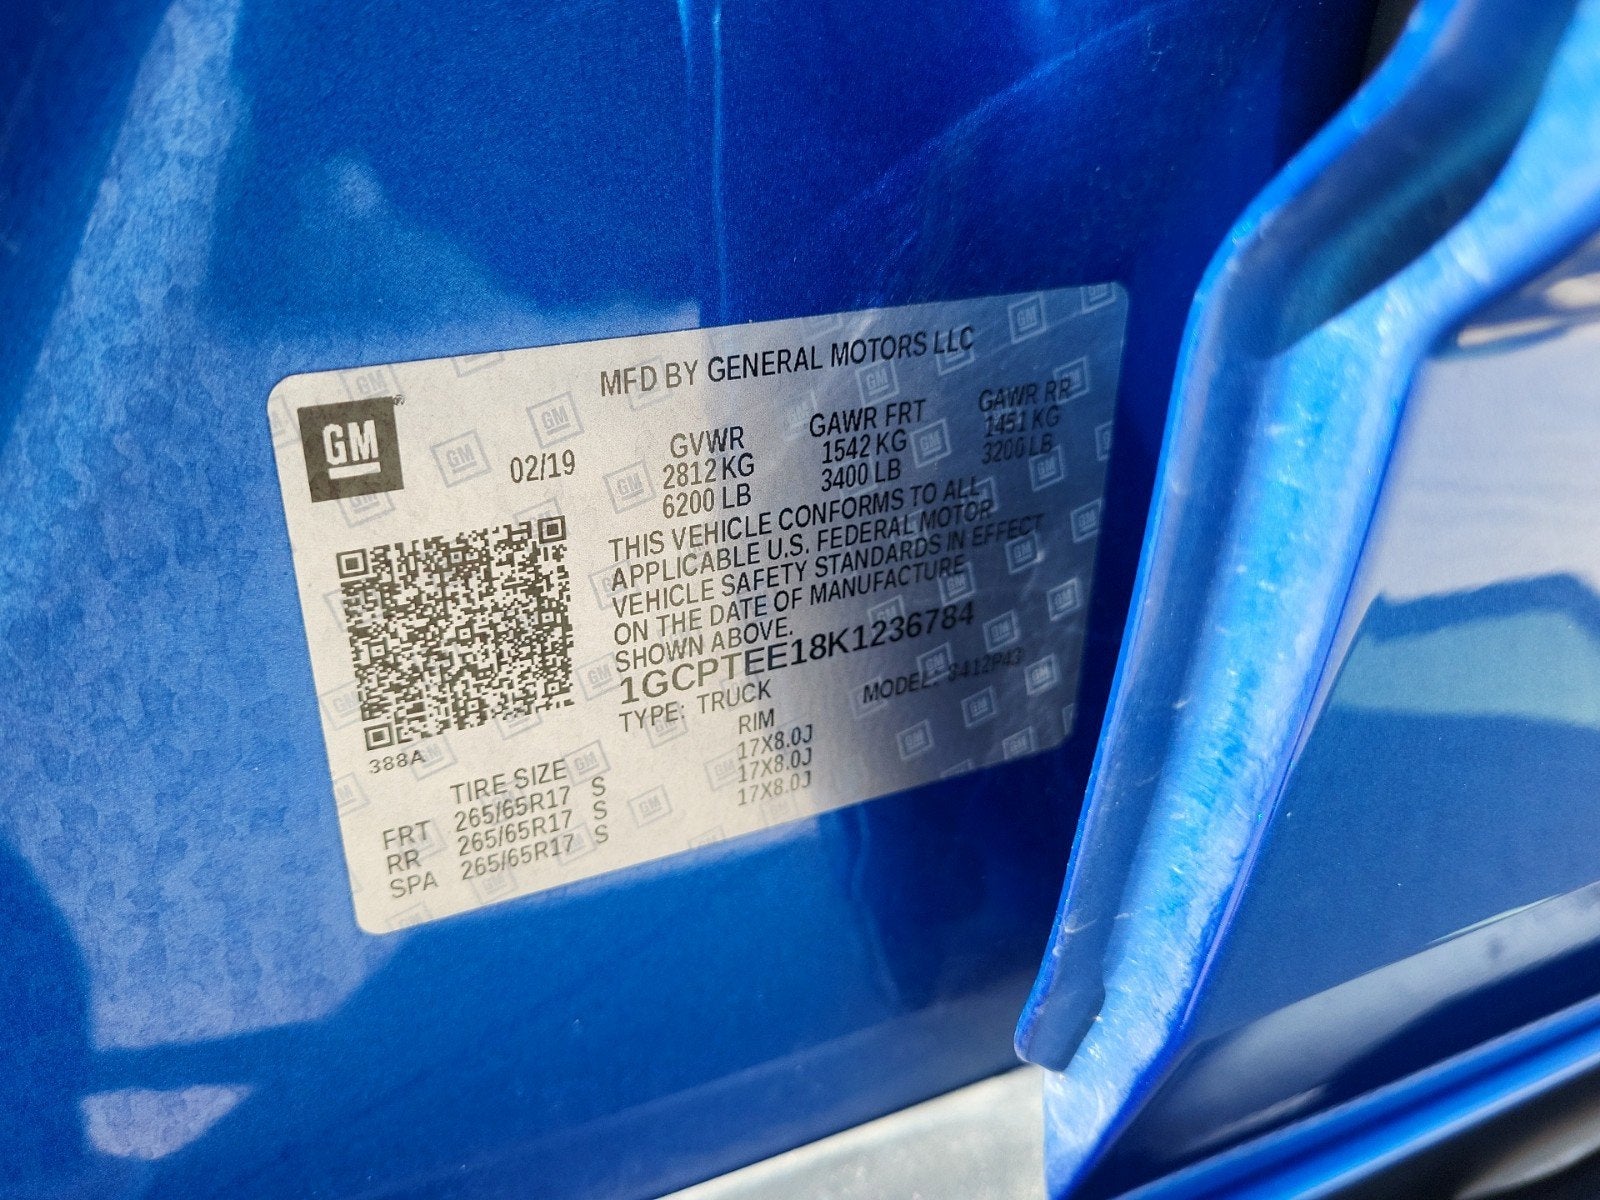 MFD BY GENERAL MOTORS LLC
GM
02/19
GVWR GAWR FRT GAWR RR
2812 KG 1542 KG 1451 KG
6200 LB 3400 LB 3200 LB
THIS VEHICLE CONFORMS TO ALL
APPLICABLE U.S. FEDERAL MOTOR
VEHICLE SAFETY STANDARDS IN EFFECT
ON THE DATE OF MANUFACTURE
SHOWN ABOVE.
1GCPTEE18K1236784
TYPE: TRUCK MODEL:
388A
TIRE SIZE RIM
FRT 265/65R17 S 17X8.0J
RR 265/65R17 S 17X8.0J
SPA 265/65R17 S 17X8.0J